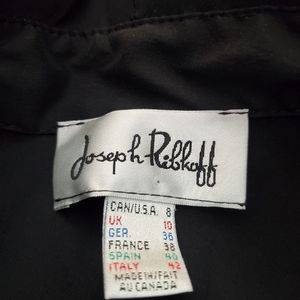 Joseph Ribkoff
CAN/U.S.A. 8
UK 10
GER. 36
FRANCE 38
SPAIN 40
ITALY 42
MADE IN/FAIT
AU CANADA